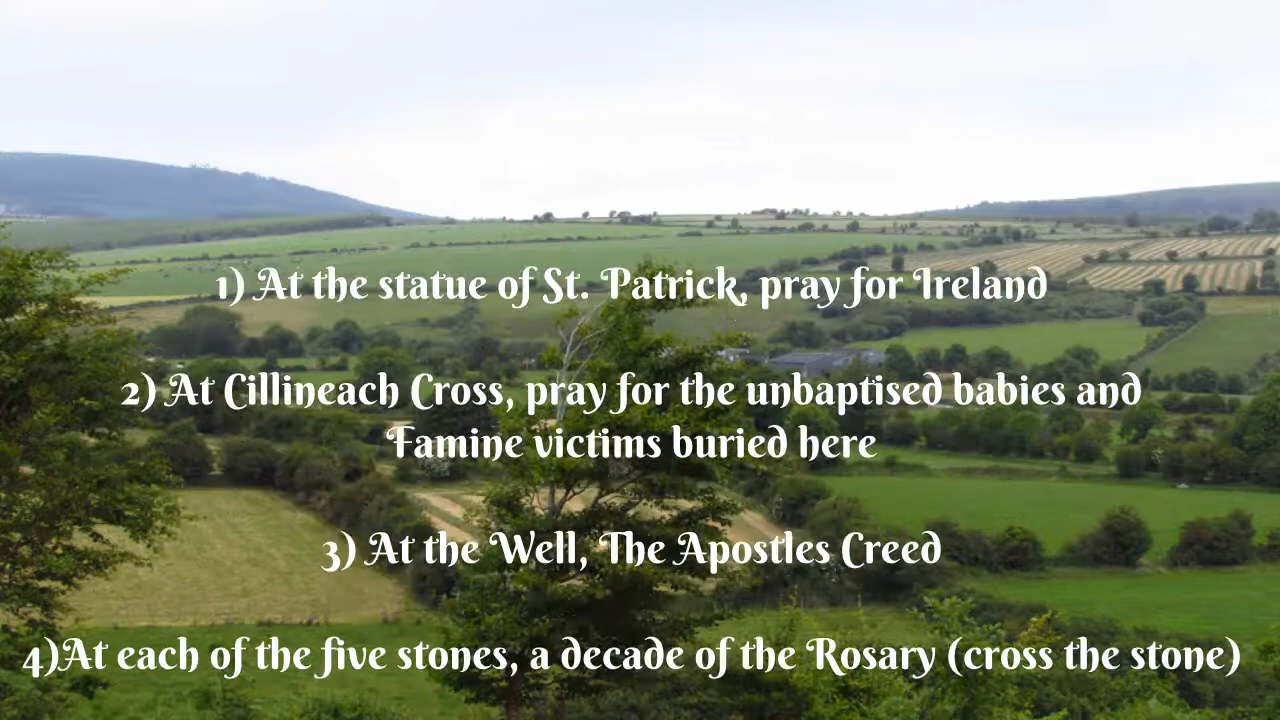 1) At the statue of St. Patrick, pray for Ireland
2) At Cillineach Cross, pray for the unbaptised babies and
Famine victims buried here
3) At the Well, The Apostles Creed
4)At each of the five stones, a decade of the Rosary (cross the stone)